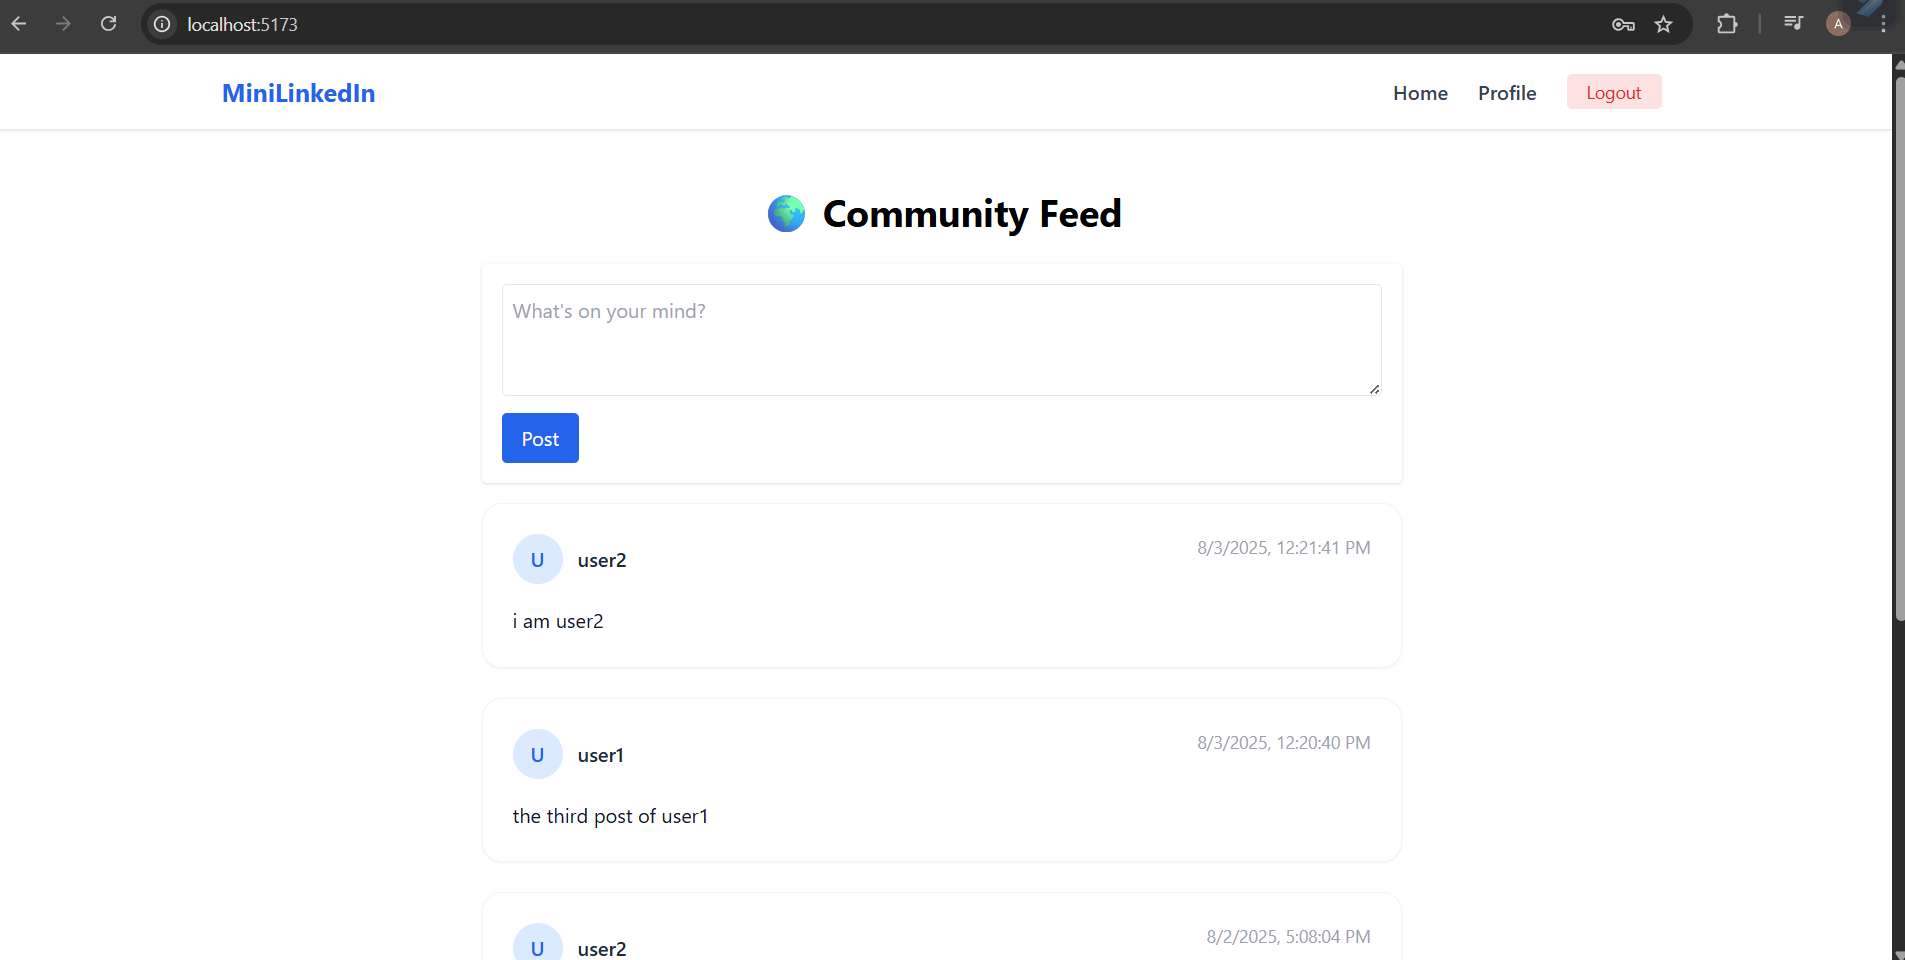 localhost:5173
A
MiniLinkedIn
Home Profile Logout
Community Feed
What's on your mind?
Post
U user2 8/3/2025, 12:21:41 PM
i am user2
U user1 8/3/2025, 12:20:40 PM
the third post of user1
U user2 8/2/2025, 5:08:04 PM